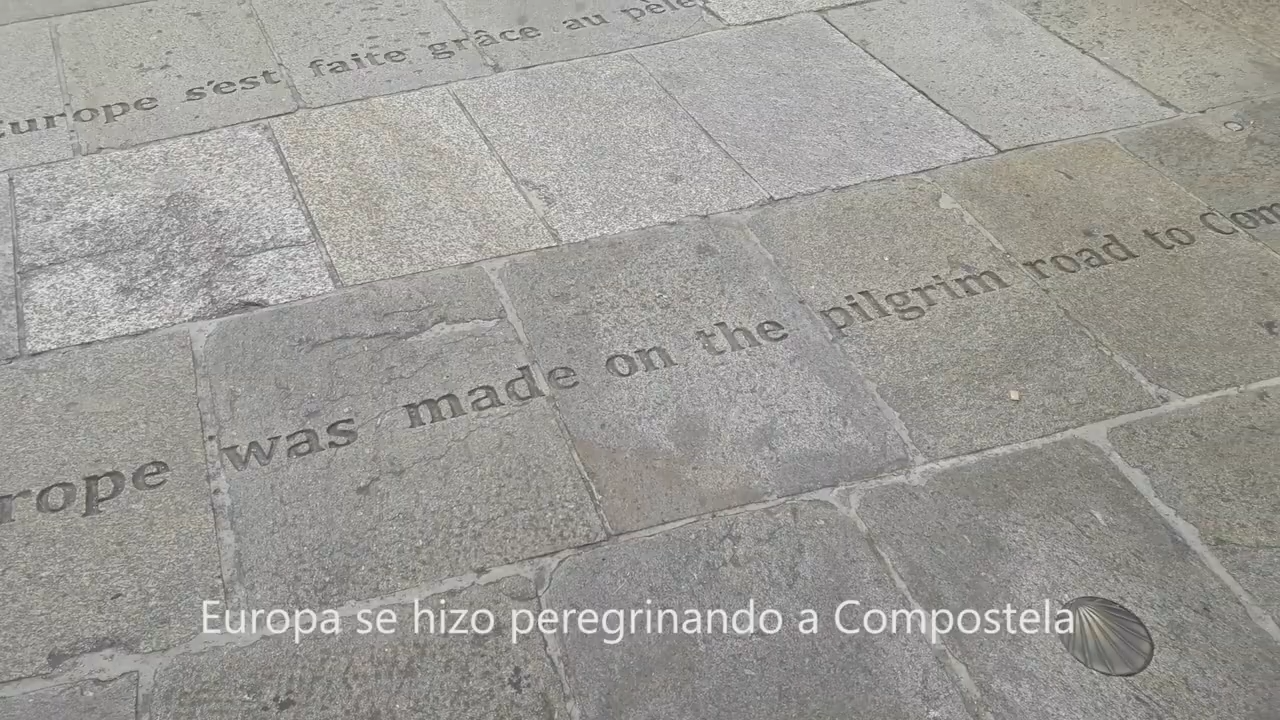 Europe s'est faite grâce au pèle
rope was made on the pilgrim road to Com
Europa se hizo peregrinando a Compostela